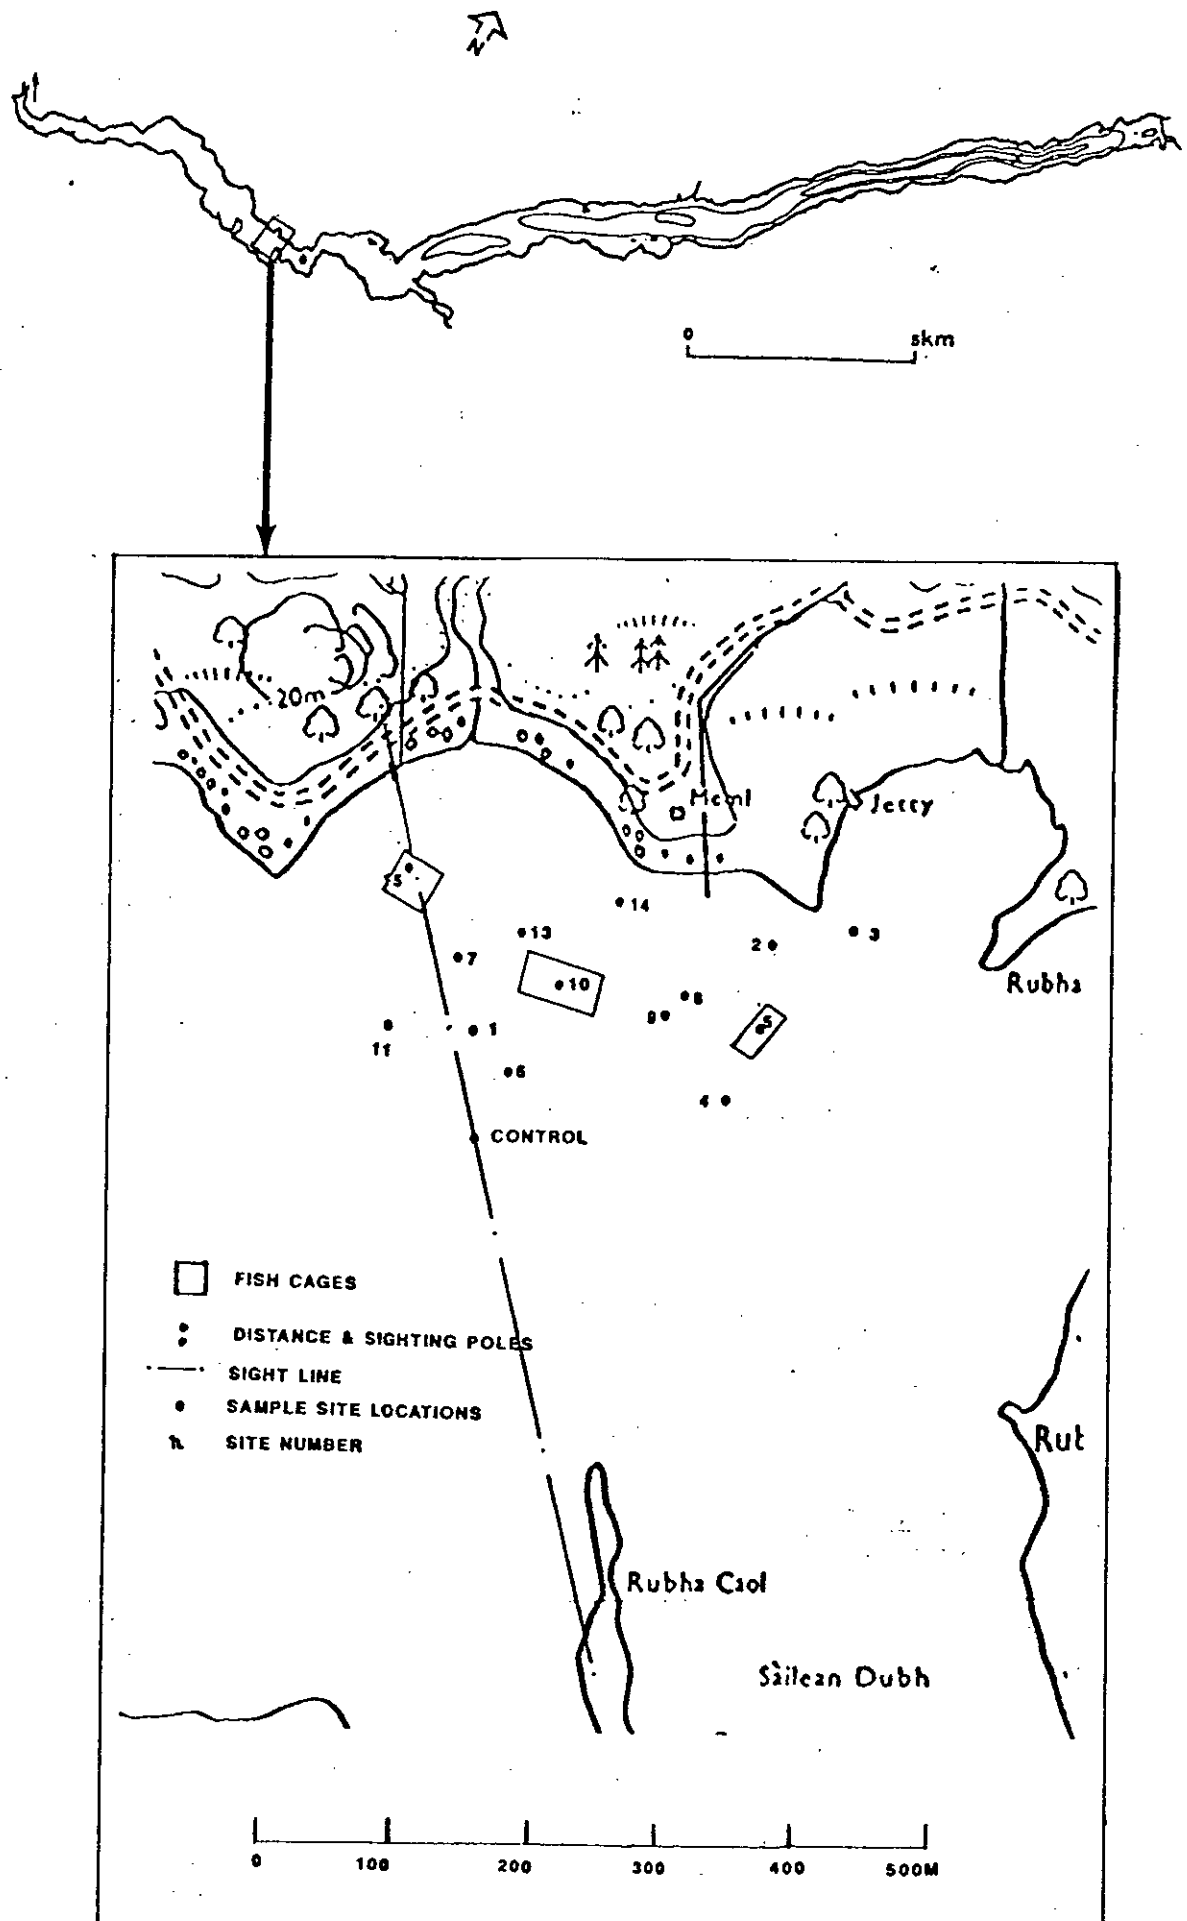 N
0 5km
20m
Meml
Jetty
14
13
2
3
7
10
Rubha
8
9
5
11
1
6
4
CONTROL
FISH CAGES
DISTANCE & SIGHTING POLES
SIGHT LINE
SAMPLE SITE LOCATIONS
n SITE NUMBER
Rut
Rubha Caol
Sàilean Dubh
0 100 200 300 400 500M